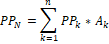 PP_N = \sum_{k=1}^{n} PP_k * A_k